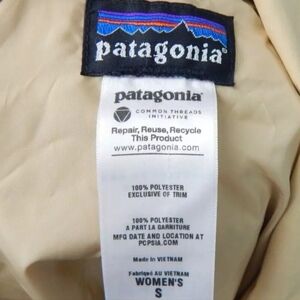 patagonia®
patagonia®
COMMON THREADS
INITIATIVE
Repair, Reuse, Recycle
This Product
www.patagonia.com
100% POLYESTER
EXCLUSIVE OF TRIM
100% POLYESTER
A PART LA GARNITURE
MFG DATE AND LOCATION AT
PCPSIA.COM
Made in VIETNAM
Fabriqué AU VIETNAM
WOMEN'S
S